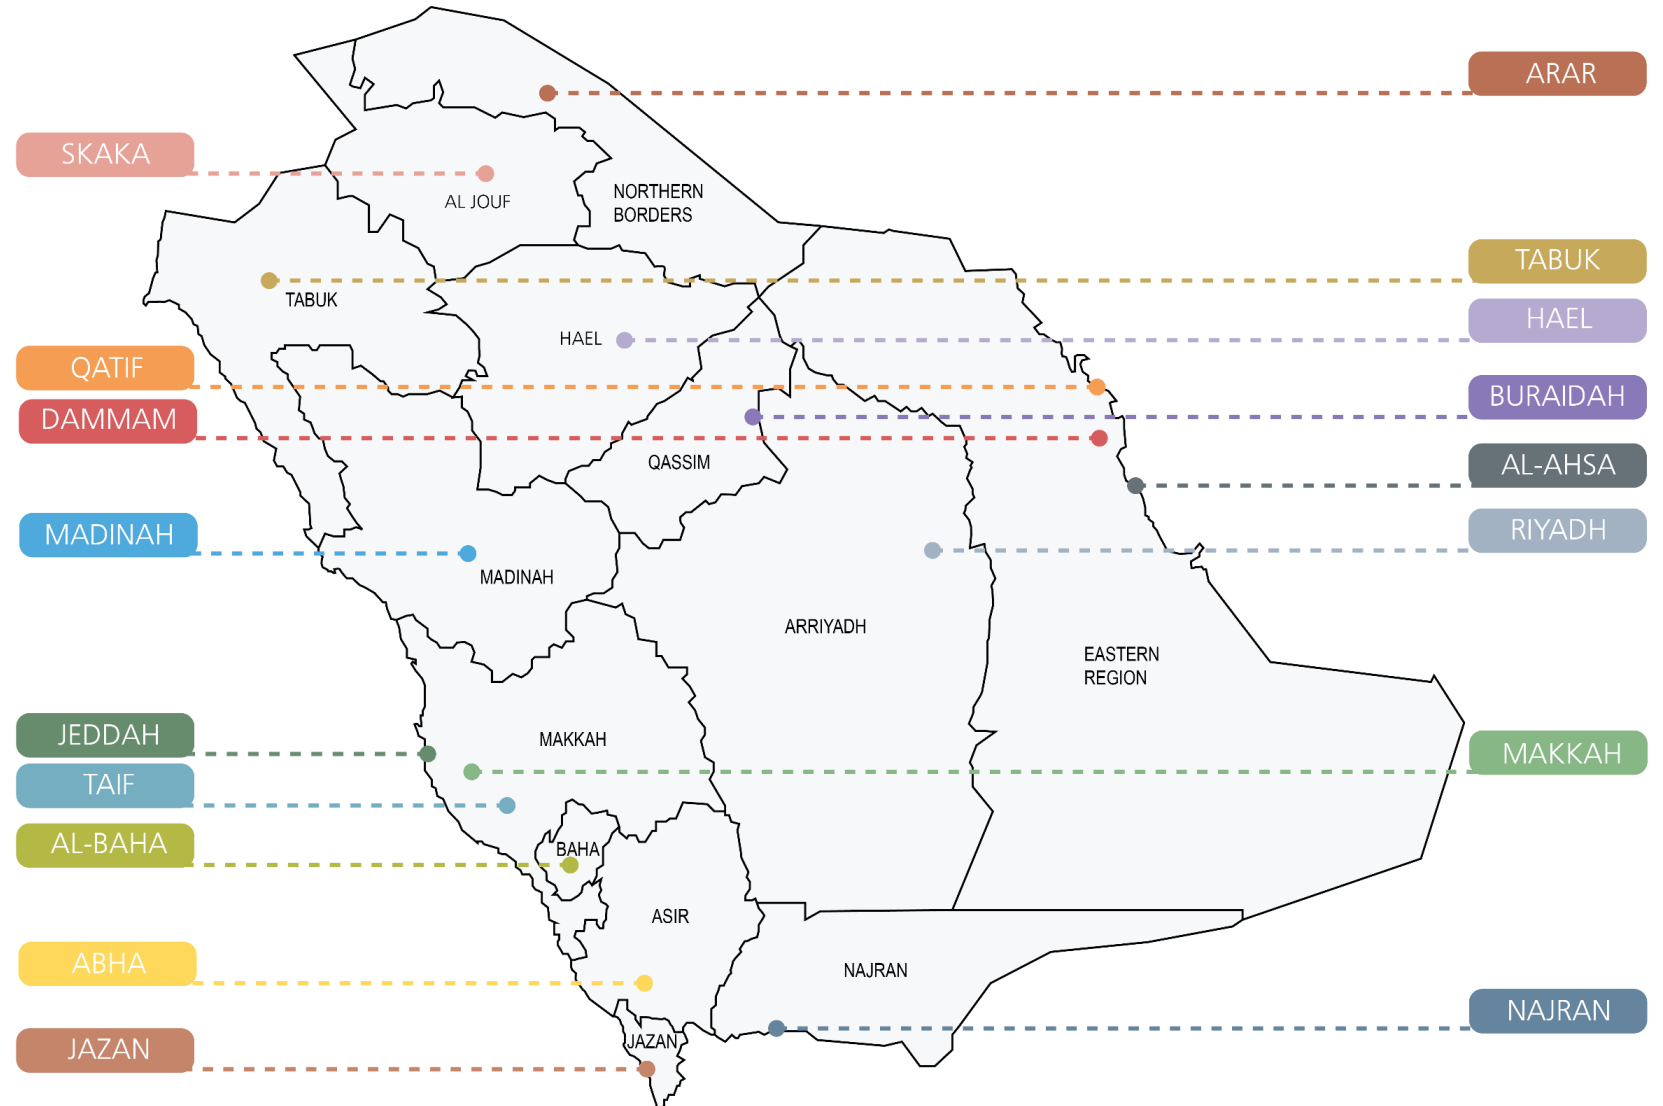 ARAR
SKAKA
NORTHERN
BORDERS
AL JOUF
TABUK
TABUK
HAEL
HAEL
QATIF
BURAIDAH
DAMMAM
QASSIM
AL-AHSA
MADINAH
RIYADH
MADINAH
ARRIYADH
EASTERN
REGION
JEDDAH
MAKKAH
MAKKAH
TAIF
AL-BAHA
BAHA
ASIR
ABHA
NAJRAN
NAJRAN
JAZAN
JAZAN